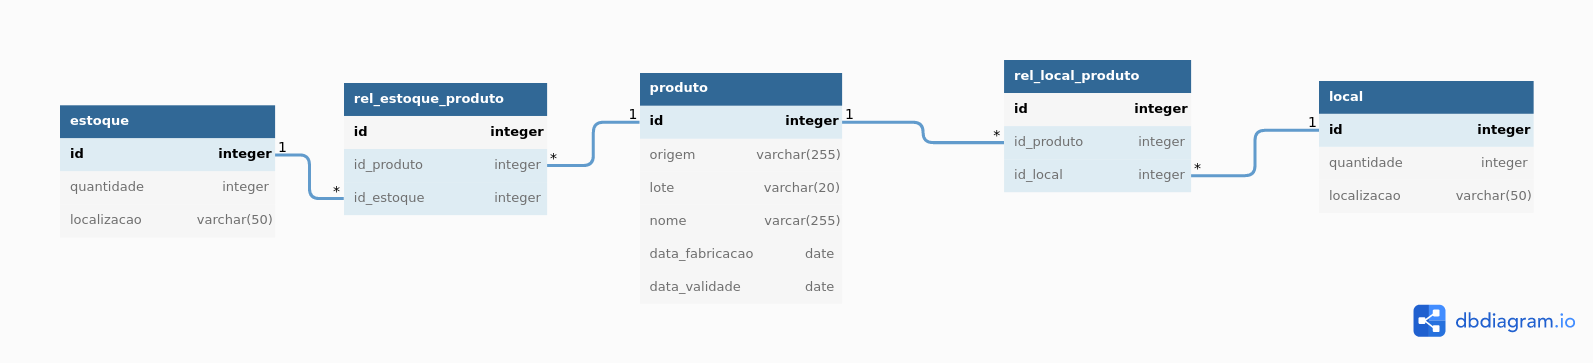 estoque
id integer
quantidade integer
localizacao varchar(50)
1
*
rel_estoque_produto
id integer
id_produto integer
id_estoque integer
*
1
produto
id integer
origem varchar(255)
lote varchar(20)
nome varcar(255)
data_fabricacao date
data_validade date
1
*
rel_local_produto
id integer
id_produto integer
id_local integer
*
1
local
id integer
quantidade integer
localizacao varchar(50)
dbdiagram.io